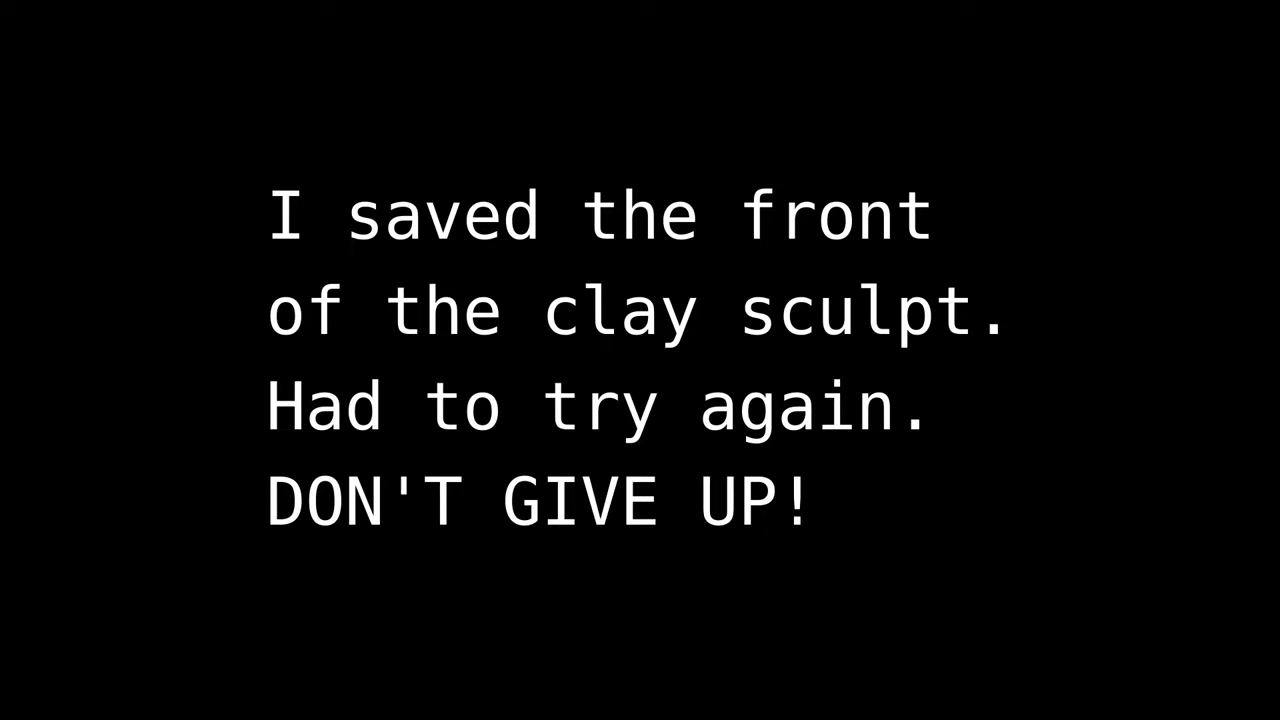 I saved the front
of the clay sculpt.
Had to try again.
DON'T GIVE UP!